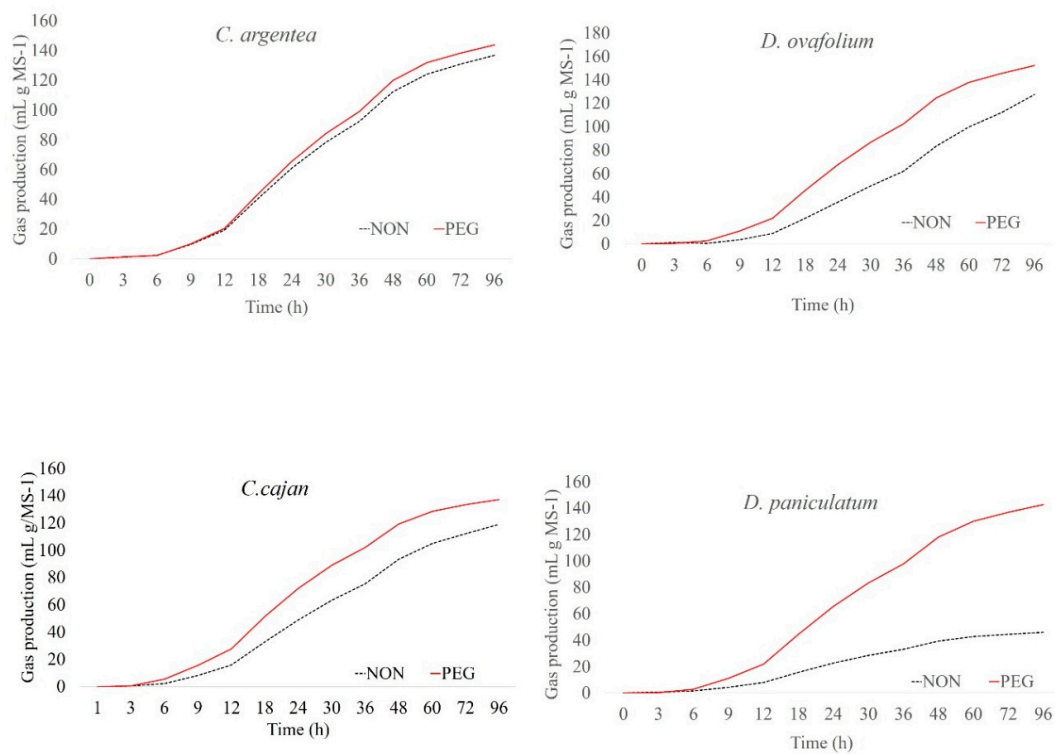 C. argentea
Gas production (mL g MS-1)
160
140
120
100
80
60
40
20
0
NON PEG
0 3 6 9 12 18 24 30 36 48 60 72 96
Time (h)
D. ovafolium
Gas production (mL g MS-1)
180
160
140
120
100
80
60
40
20
0
NON PEG
0 3 6 9 12 18 24 30 36 48 60 72 96
Time (h)
C.cajan
Gas production (mL g/MS-1)
160
140
120
100
80
60
40
20
0
NON PEG
1 3 6 9 12 18 24 30 36 48 60 72 96
Time (h)
D. paniculatum
Gas production (mL g MS-1)
160
140
120
100
80
60
40
20
0
NON PEG
0 3 6 9 12 18 24 30 36 48 60 72 96
Time (h)